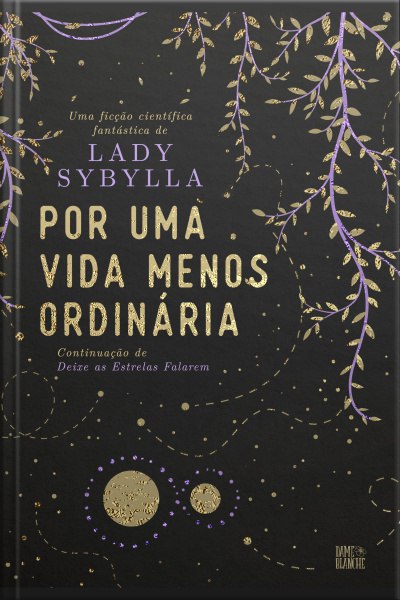 Uma ficção científica
fantástica de
LADY
SYBYLLA
POR UMA
VIDA MENOS
ORDINÁRIA
Continuação de
Deixe as Estrelas Falarem
DAME
BLANCHE